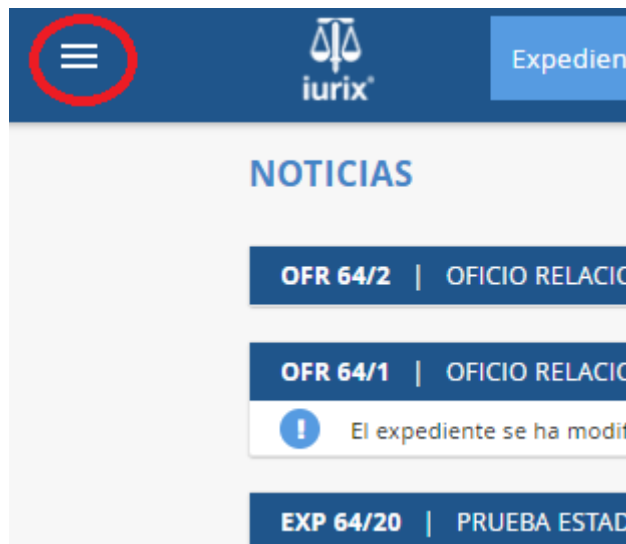 iurix®
Expedien
NOTICIAS
OFR 64/2 | OFICIO RELACIO
OFR 64/1 | OFICIO RELACIO
! El expediente se ha modif
EXP 64/20 | PRUEBA ESTAD